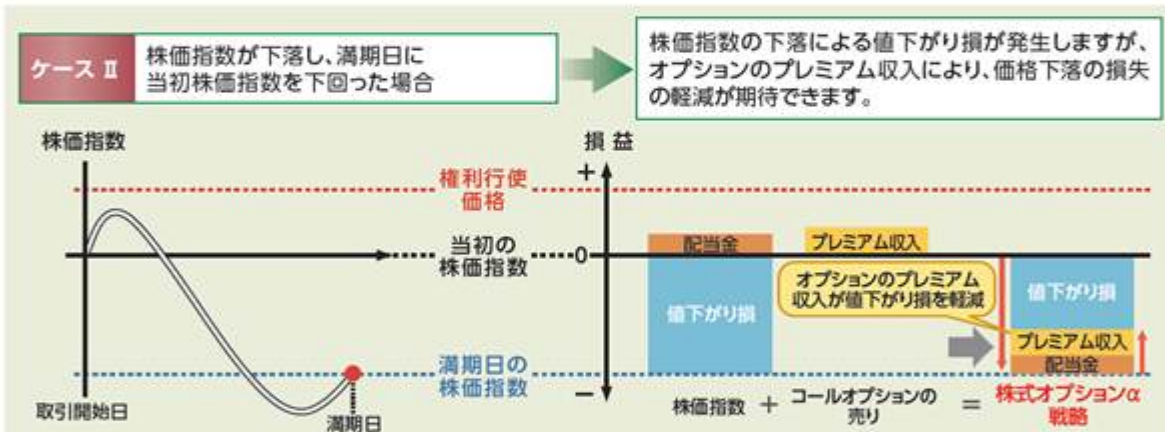 ケース Ⅱ
株価指数が下落し、満期日に
当初株価指数を下回った場合
株価指数の下落による値下がり損が発生しますが、
オプションのプレミアム収入により、価格下落の損失
の軽減が期待できます。
株価指数
損 益
権利行使
価格
+
当初の
株価指数
0
配当金
プレミアム収入
オプションのプレミアム
収入が値下がり損を軽減
値下がり損
値下がり損
プレミアム収入
配当金
満期日の
株価指数
−
取引開始日
満期日
株価指数
+
コールオプションの
売り
=
株式オプションα
戦略